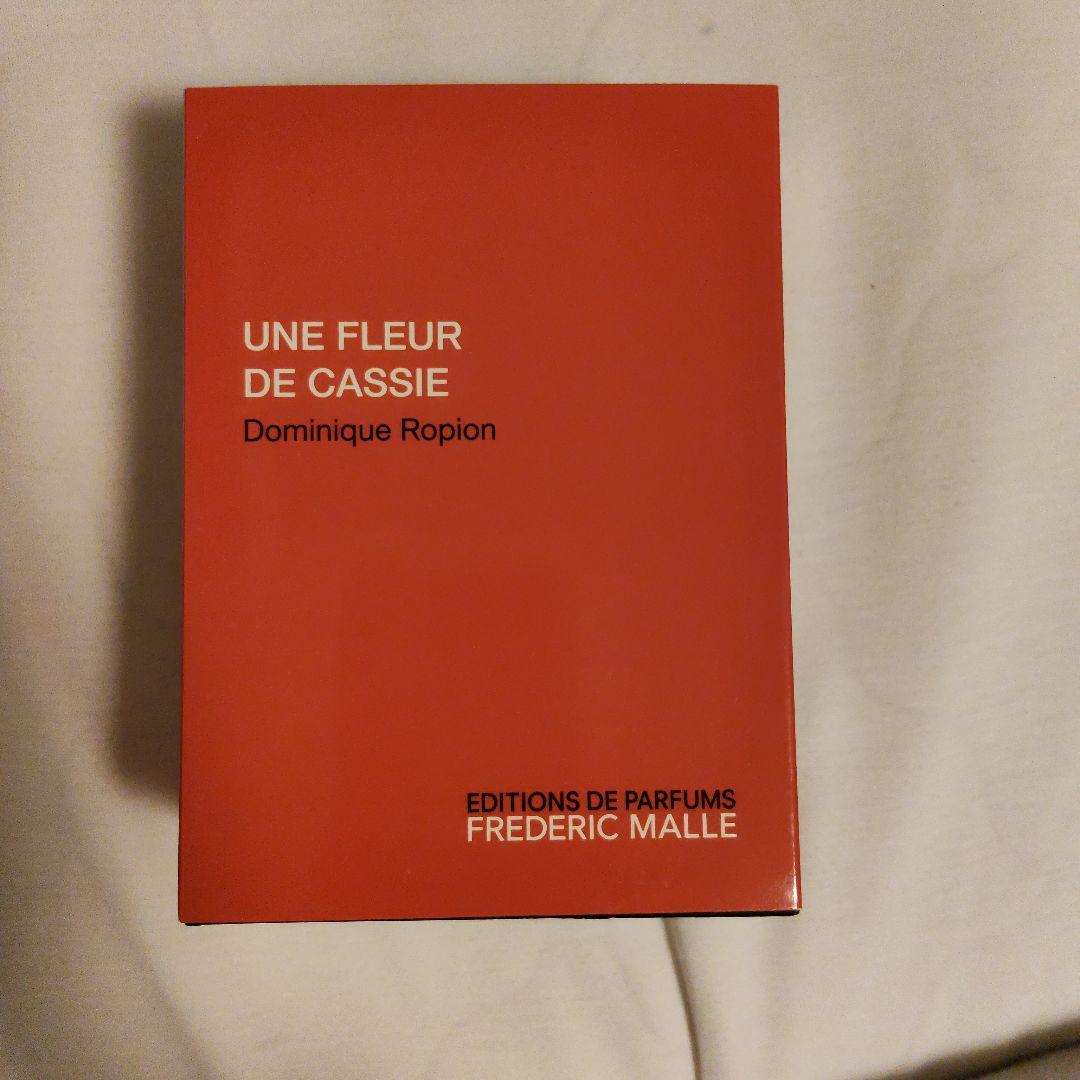 UNE FLEUR
DE CASSIE
Dominique Ropion
EDITIONS DE PARFUMS
FREDERIC MALLE